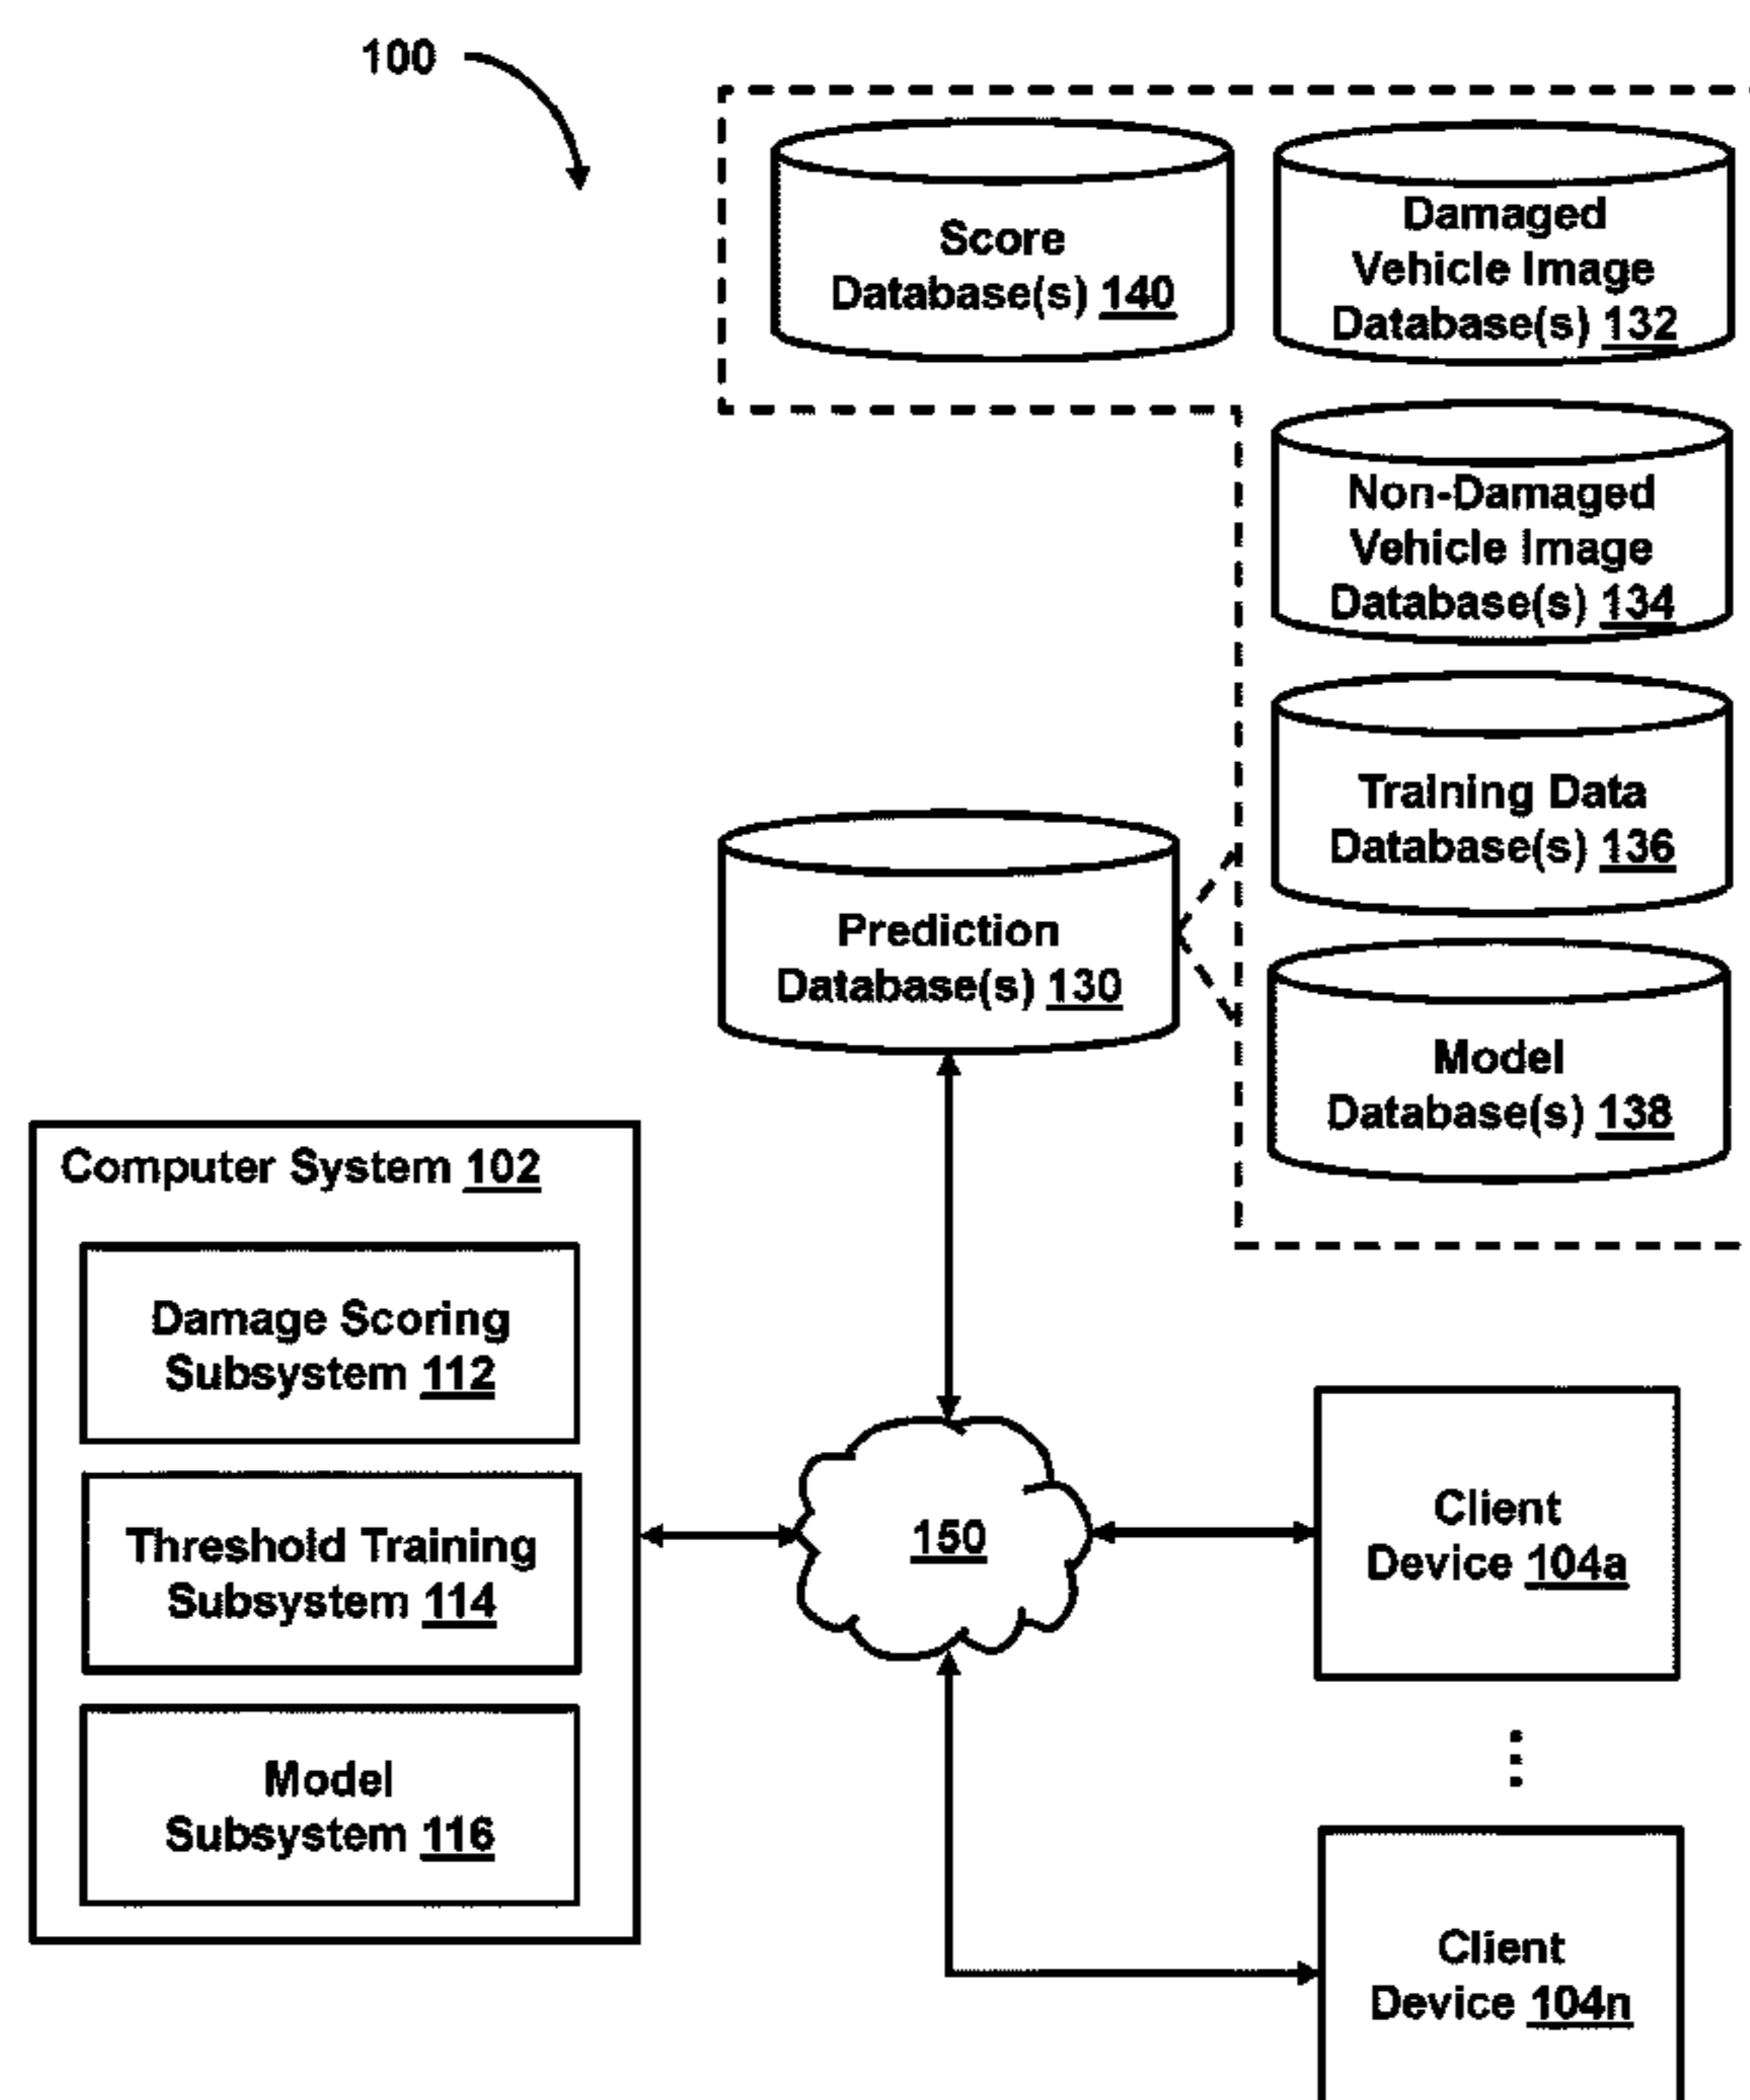 100
Score
Database(s) 140
Damaged
Vehicle Image
Database(s) 132
Non-Damaged
Vehicle Image
Database(s) 134
Training Data
Database(s) 136
Prediction
Database(s) 130
Model
Database(s) 138
Computer System 102
Damage Scoring
Subsystem 112
Threshold Training
Subsystem 114
Model
Subsystem 116
150
Client
Device 104a
Client
Device 104n